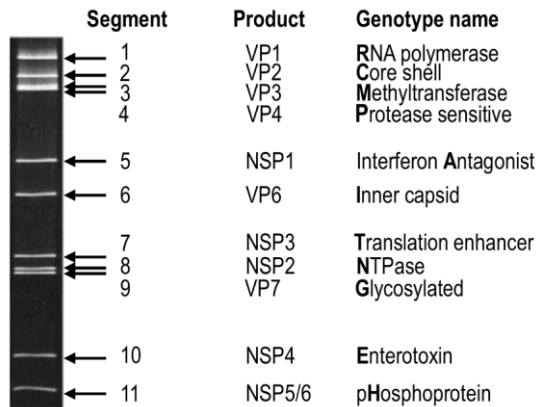 Segment Product Genotype name
1 VP1 RNA polymerase
2 VP2 Core shell
3 VP3 Methyltransferase
4 VP4 Protease sensitive
5 NSP1 Interferon Antagonist
6 VP6 Inner capsid
7 NSP3 Translation enhancer
8 NSP2 NTPase
9 VP7 Glycosylated
10 NSP4 Enterotoxin
11 NSP5/6 pHosphoprotein